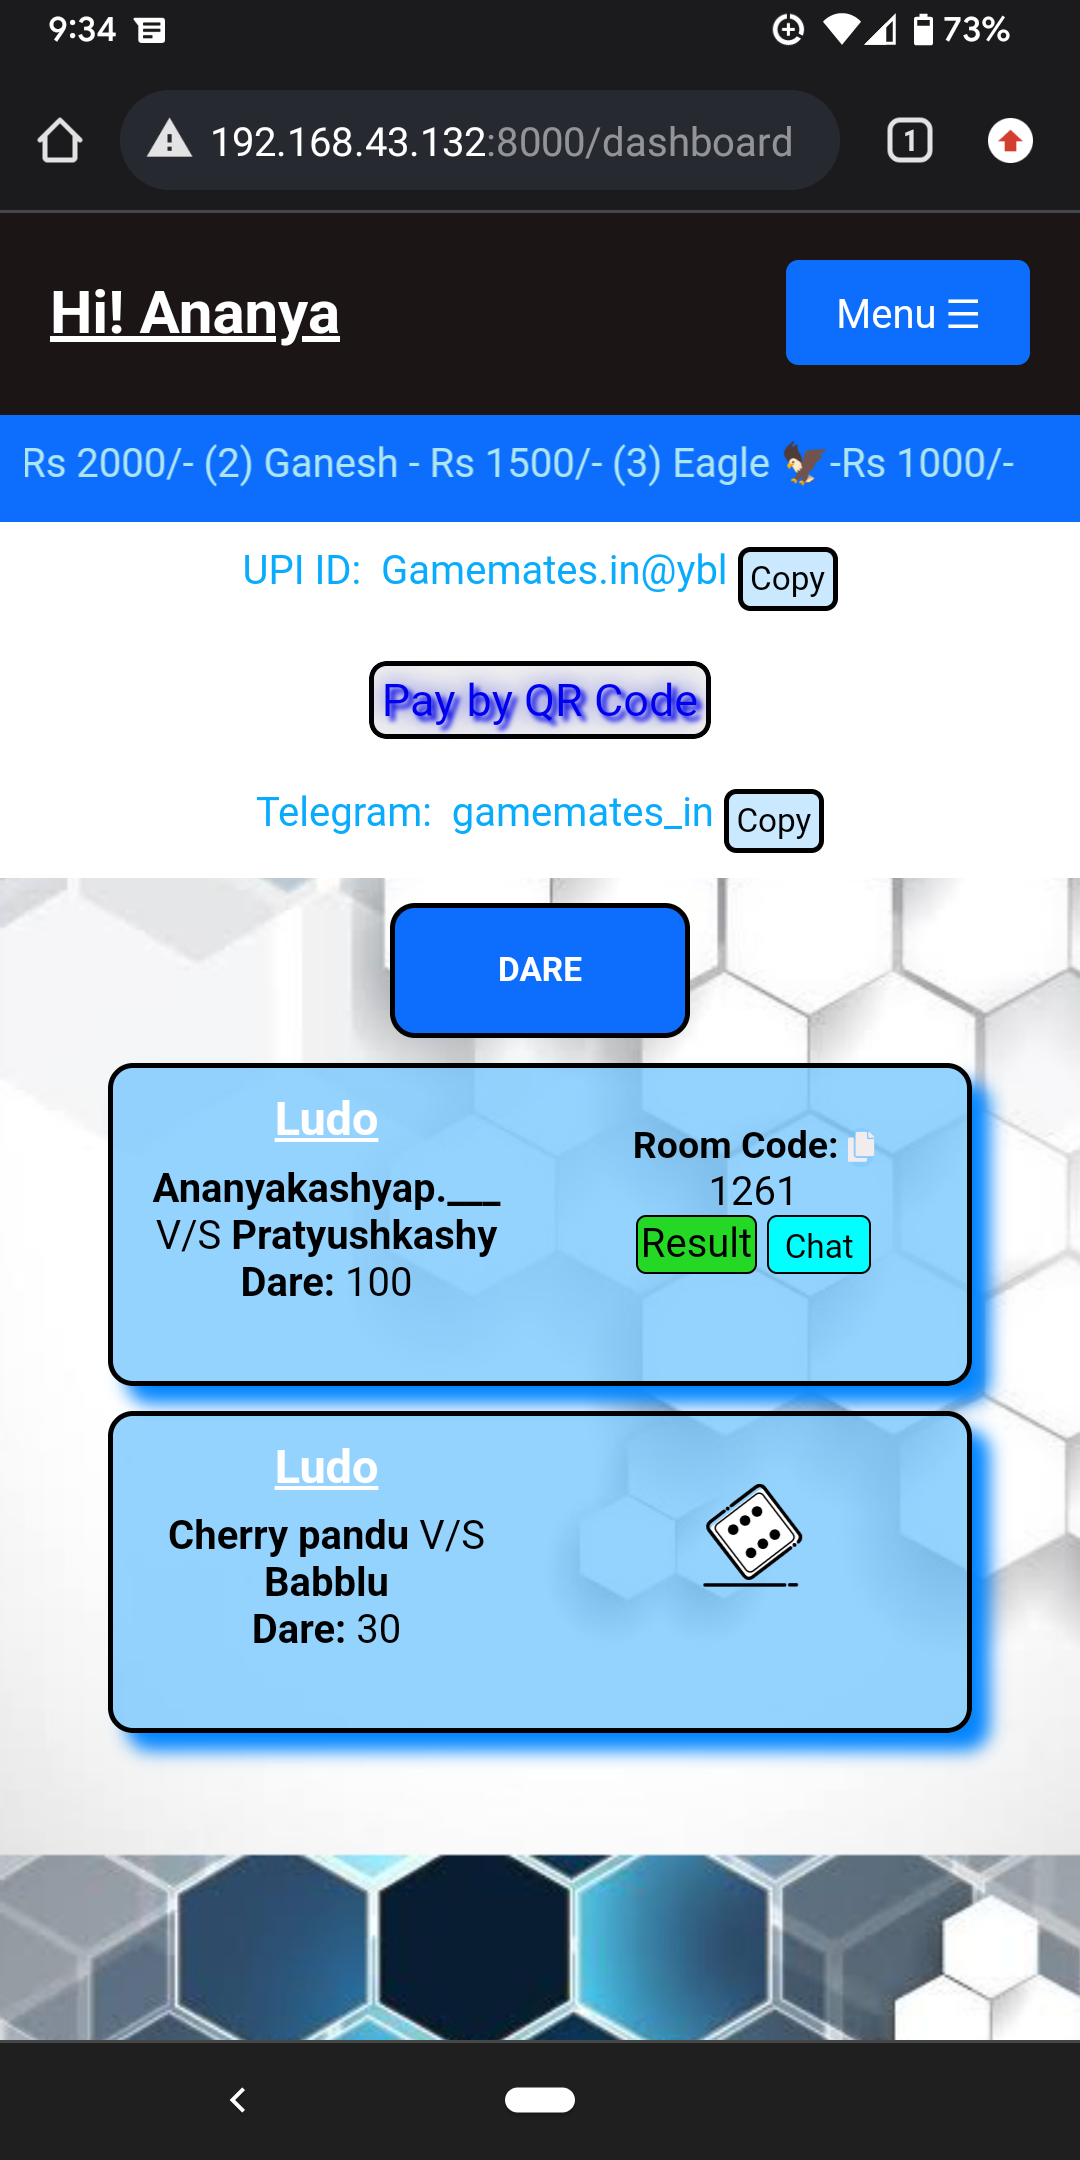 9:34 73%
192.168.43.132:8000/dashboard 1
Hi! Ananya Menu ☰
Rs 2000/- (2) Ganesh - Rs 1500/- (3) Eagle 🦅-Rs 1000/-
UPI ID: Gamemates.in@ybl Copy
Pay by QR Code
Telegram: gamemates_in Copy
DARE
Ludo
Ananyakashyap.___
V/S Pratyushkashy
Dare: 100
Room Code:
1261
Result Chat
Ludo
Cherry pandu V/S
Babblu
Dare: 30